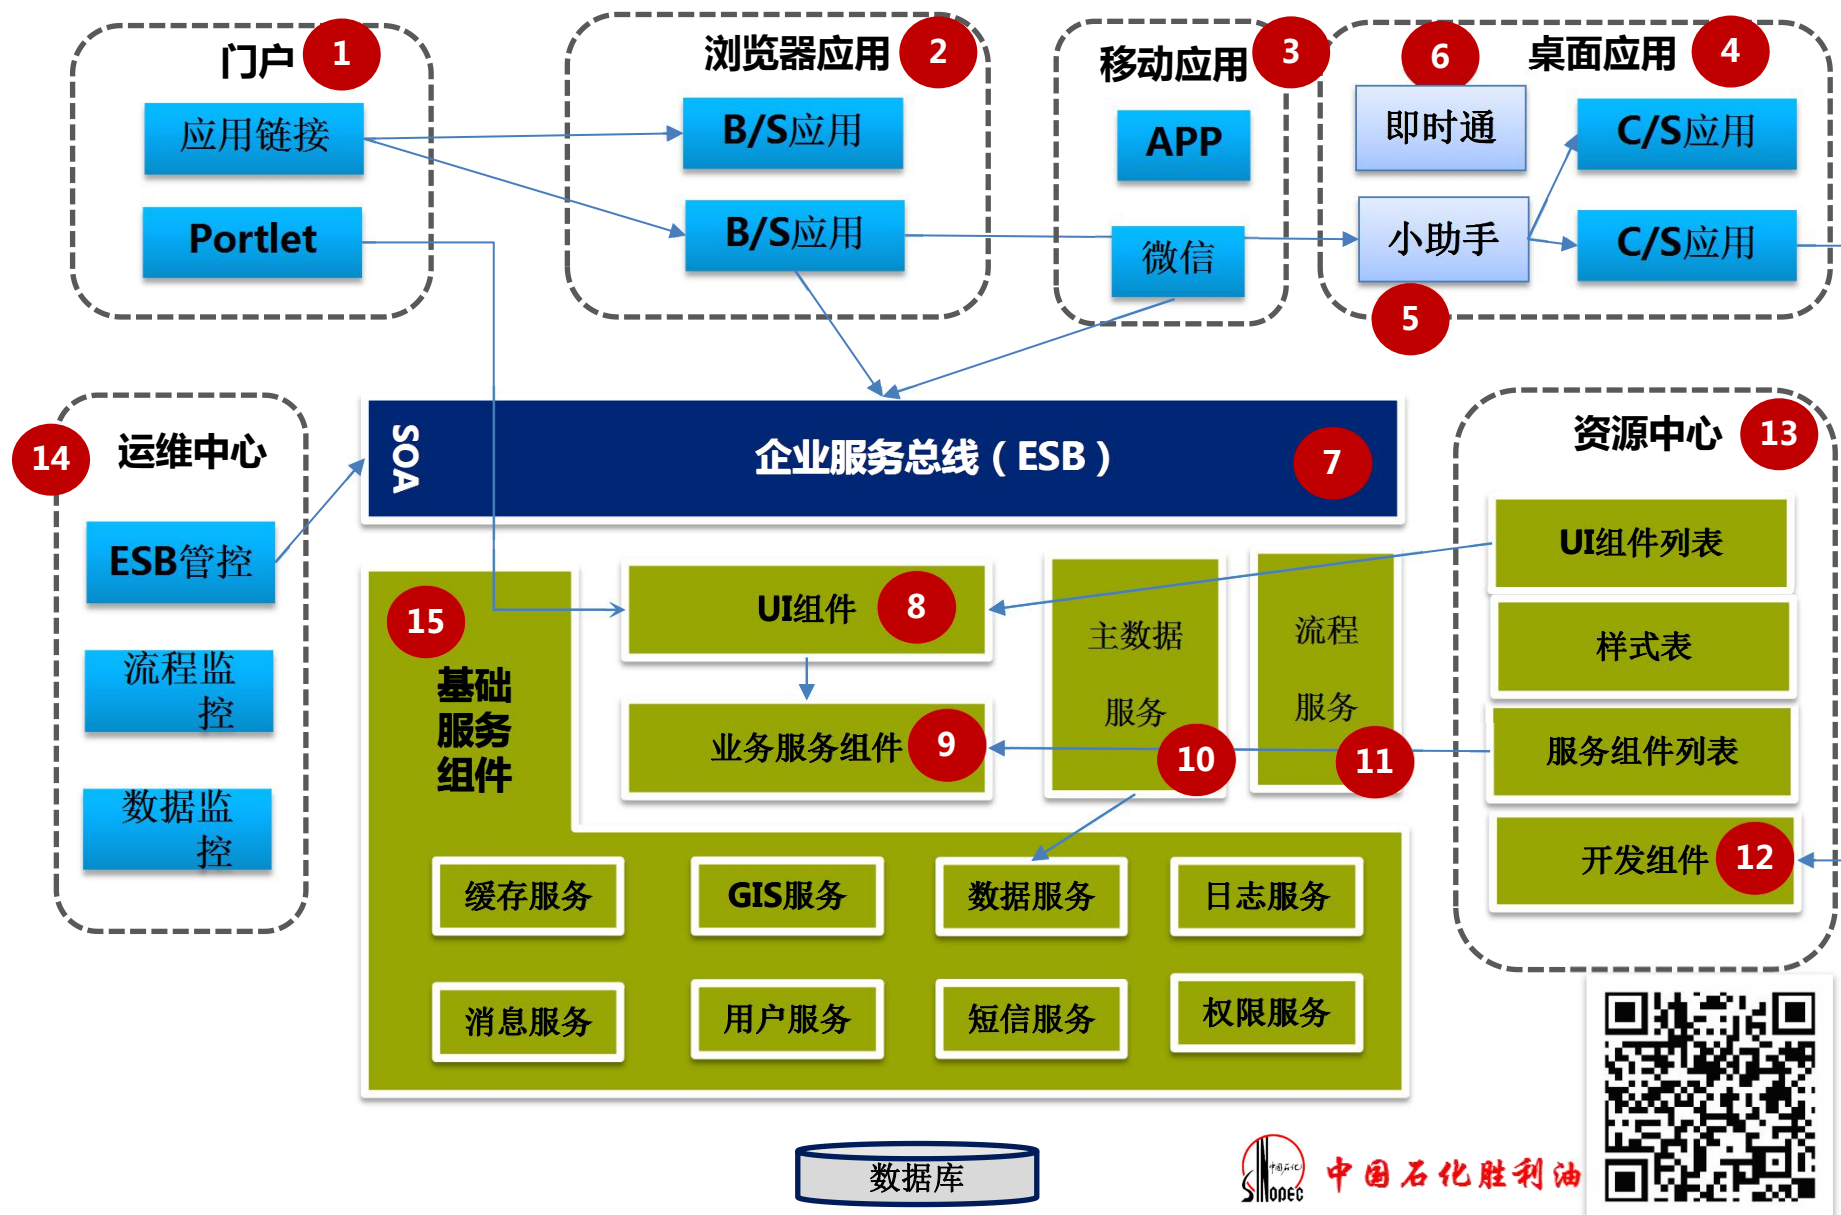 门户
1
浏览器应用
2
移动应用
3
6
桌面应用
4
应用链接
B/S应用
APP
即时通
C/S应用
Portlet
B/S应用
微信
小助手
C/S应用
5
14
运维中心
SOA
企业服务总线（ESB）
7
资源中心
13
ESB管控
流程监
控
数据监
控
15
基础
服务
组件
UI组件
8
业务服务组件
9
主数据
服务
10
流程
服务
11
UI组件列表
样式表
服务组件列表
开发组件
12
缓存服务
GIS服务
数据服务
日志服务
消息服务
用户服务
短信服务
权限服务
数据库
中国石化
SINOPEC
中国石化胜利油